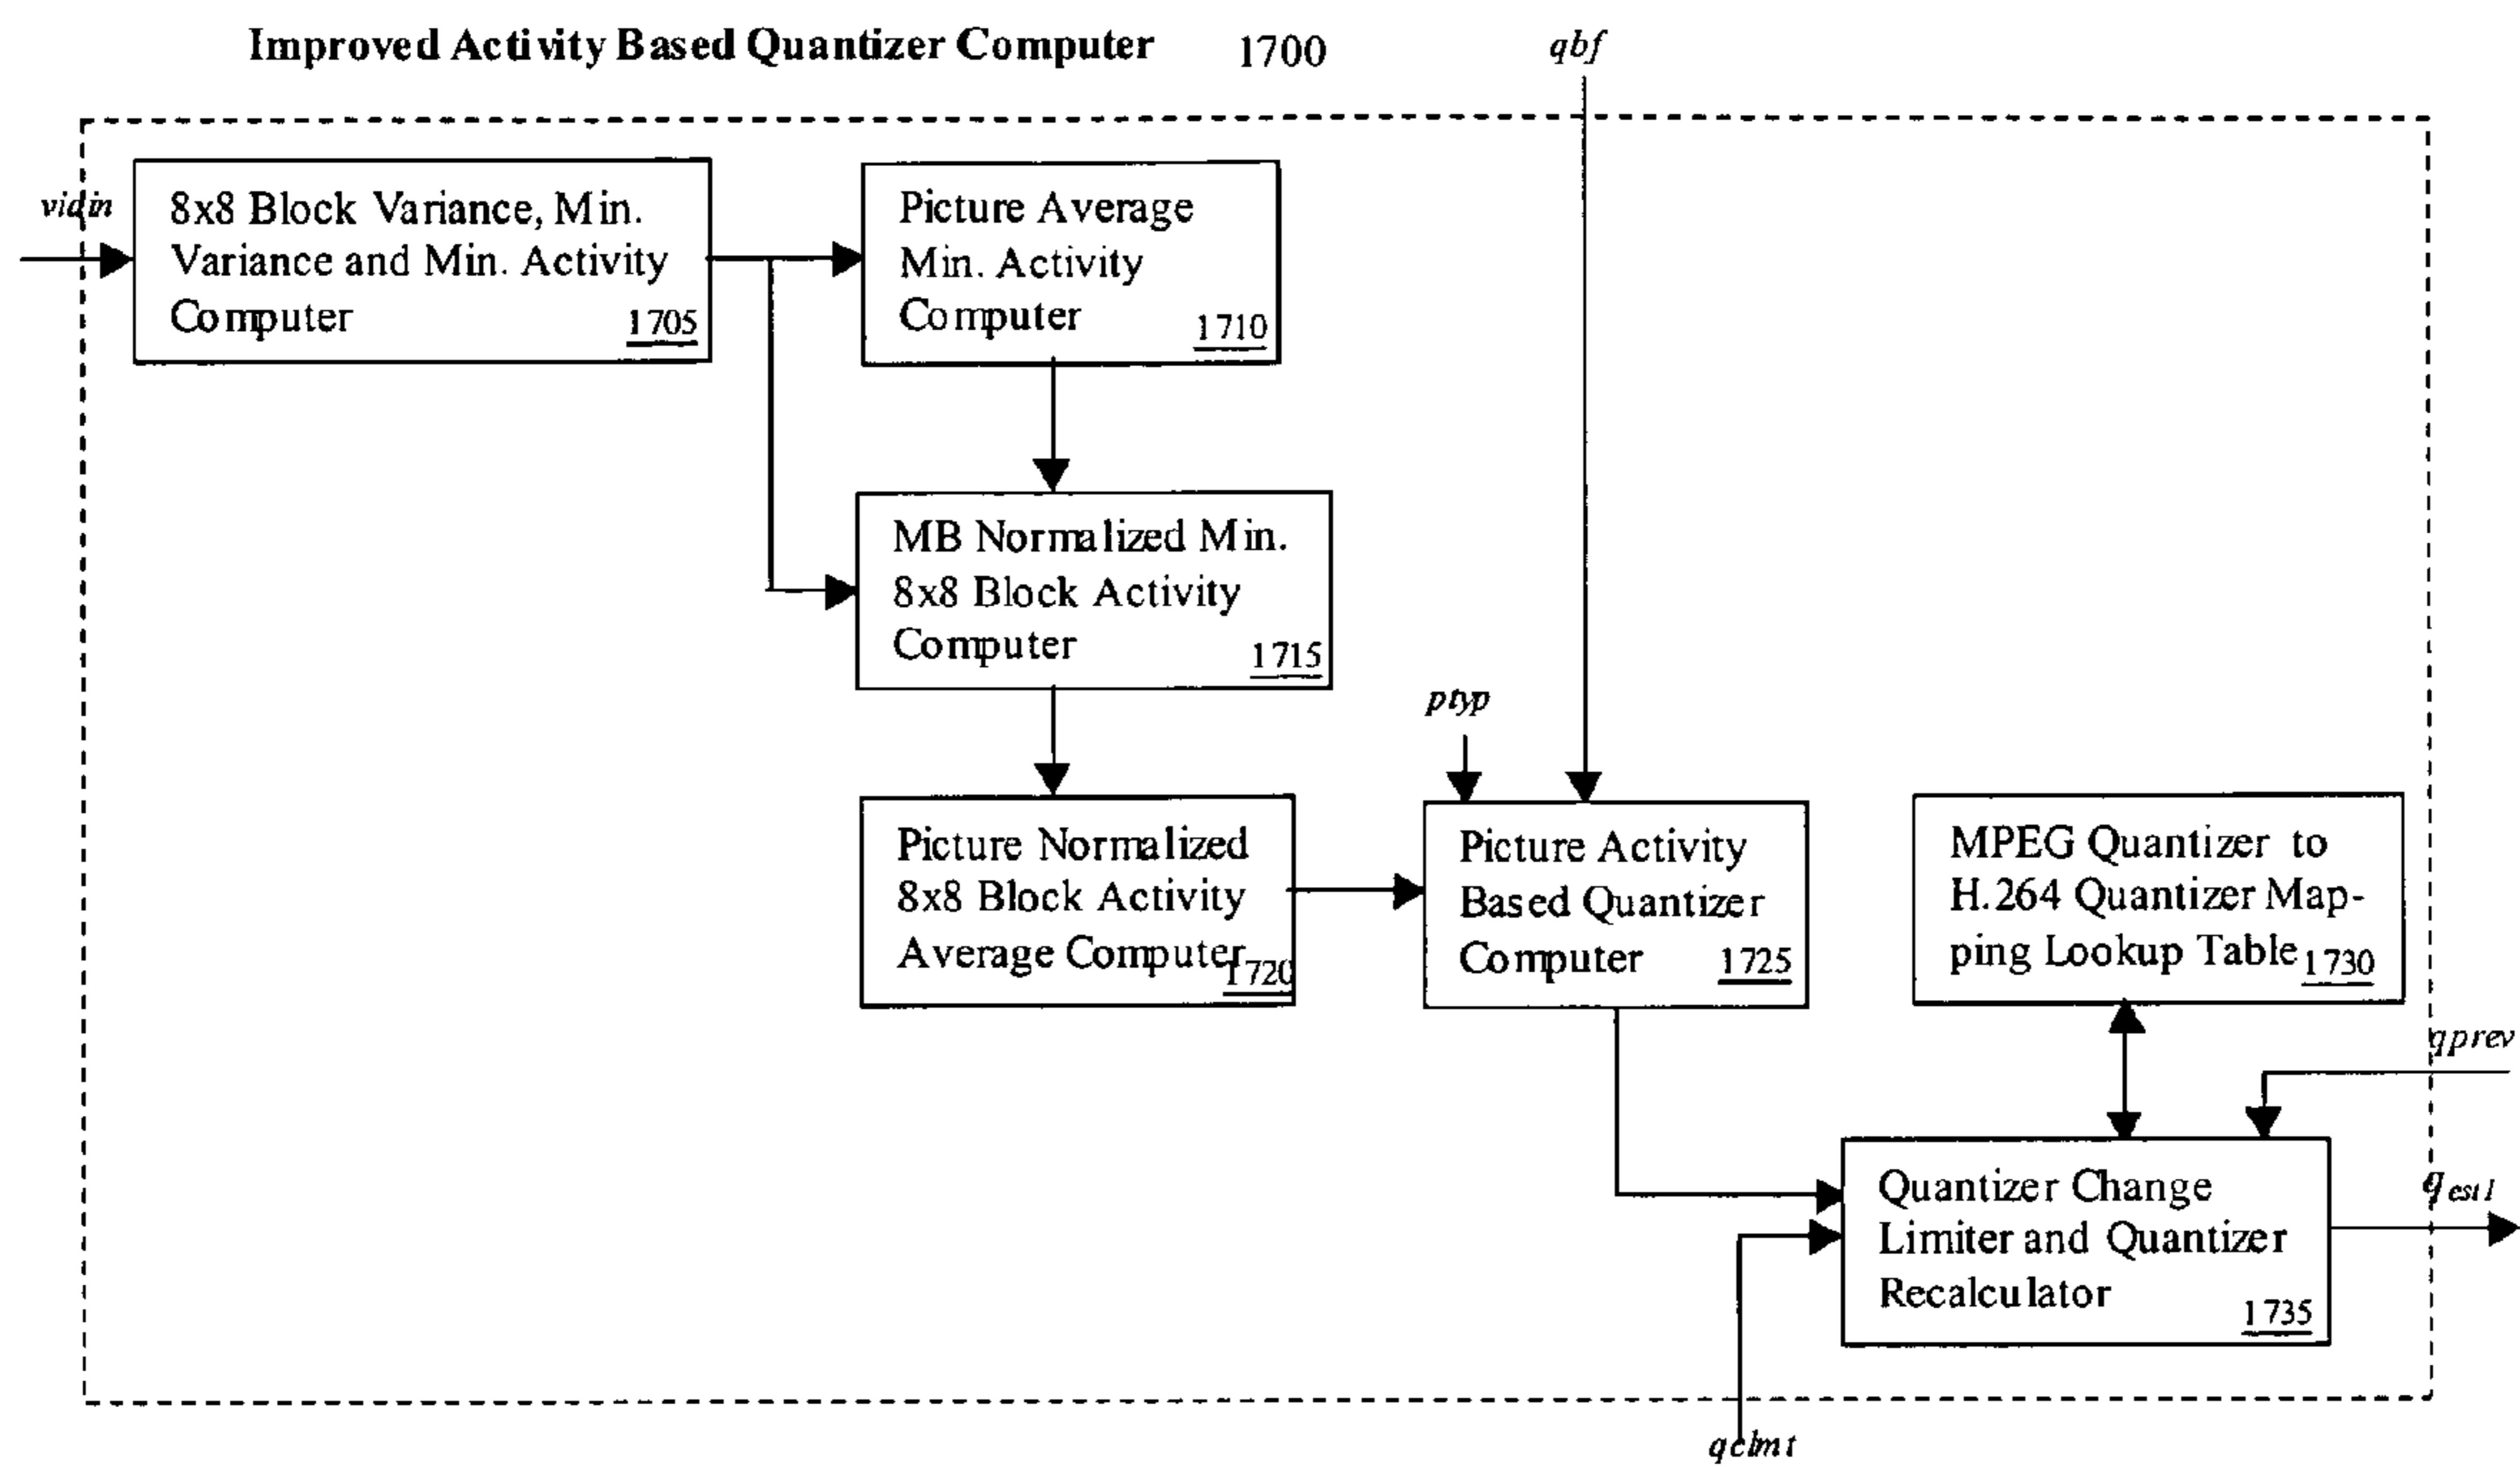 Improved Activity Based Quantizer Computer 1700
qbf
vidin
8x8 Block Variance, Min.
Variance and Min. Activity
Computer
1705
Picture Average
Min. Activity
Computer
1710
MB Normalized Min.
8x8 Block Activity
Computer
1715
ptyp
Picture Normalized
8x8 Block Activity
Average Computer
1720
Picture Activity
Based Quantizer
Computer
1725
MPEG Quantizer to
H.264 Quantizer Map-
ping Lookup Table
1730
qprev
Quantizer Change
Limiter and Quantizer
Recalculator
1735
qest1
qclmt